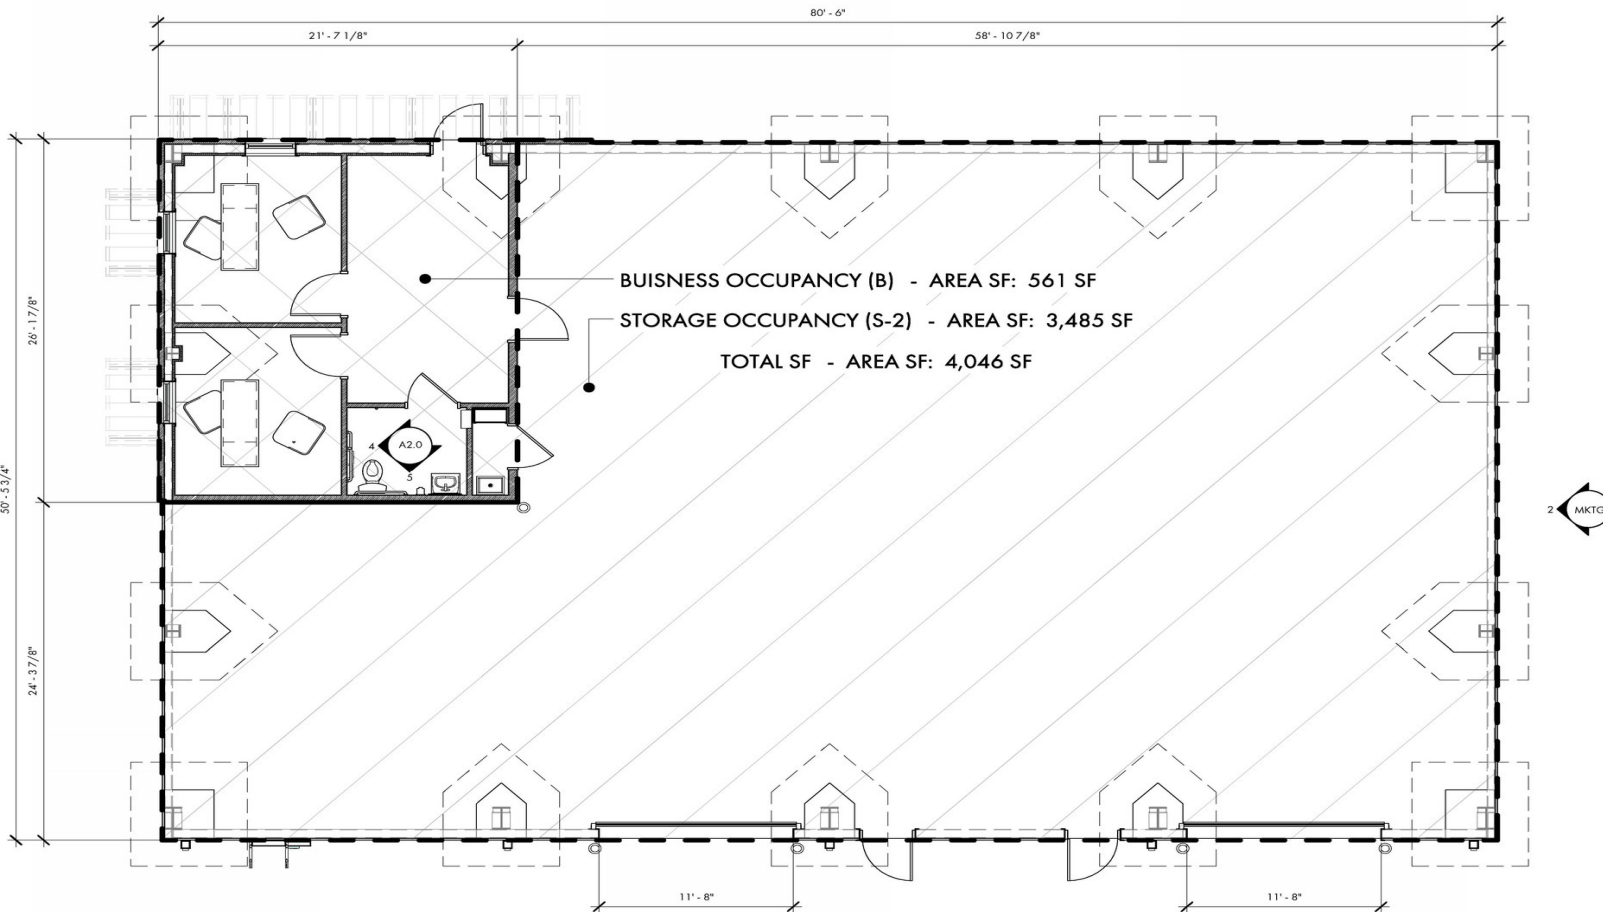 80' - 6"
21' - 7 1/8"
58' - 10 7/8"
26' - 1 7/8"
50' - 5 3/4"
24' - 3 7/8"
BUISNESS OCCUPANCY (B) - AREA SF: 561 SF
STORAGE OCCUPANCY (S-2) - AREA SF: 3,485 SF
TOTAL SF - AREA SF: 4,046 SF
4
A2.0
5
2
MKTG
11' - 8"
11' - 8"